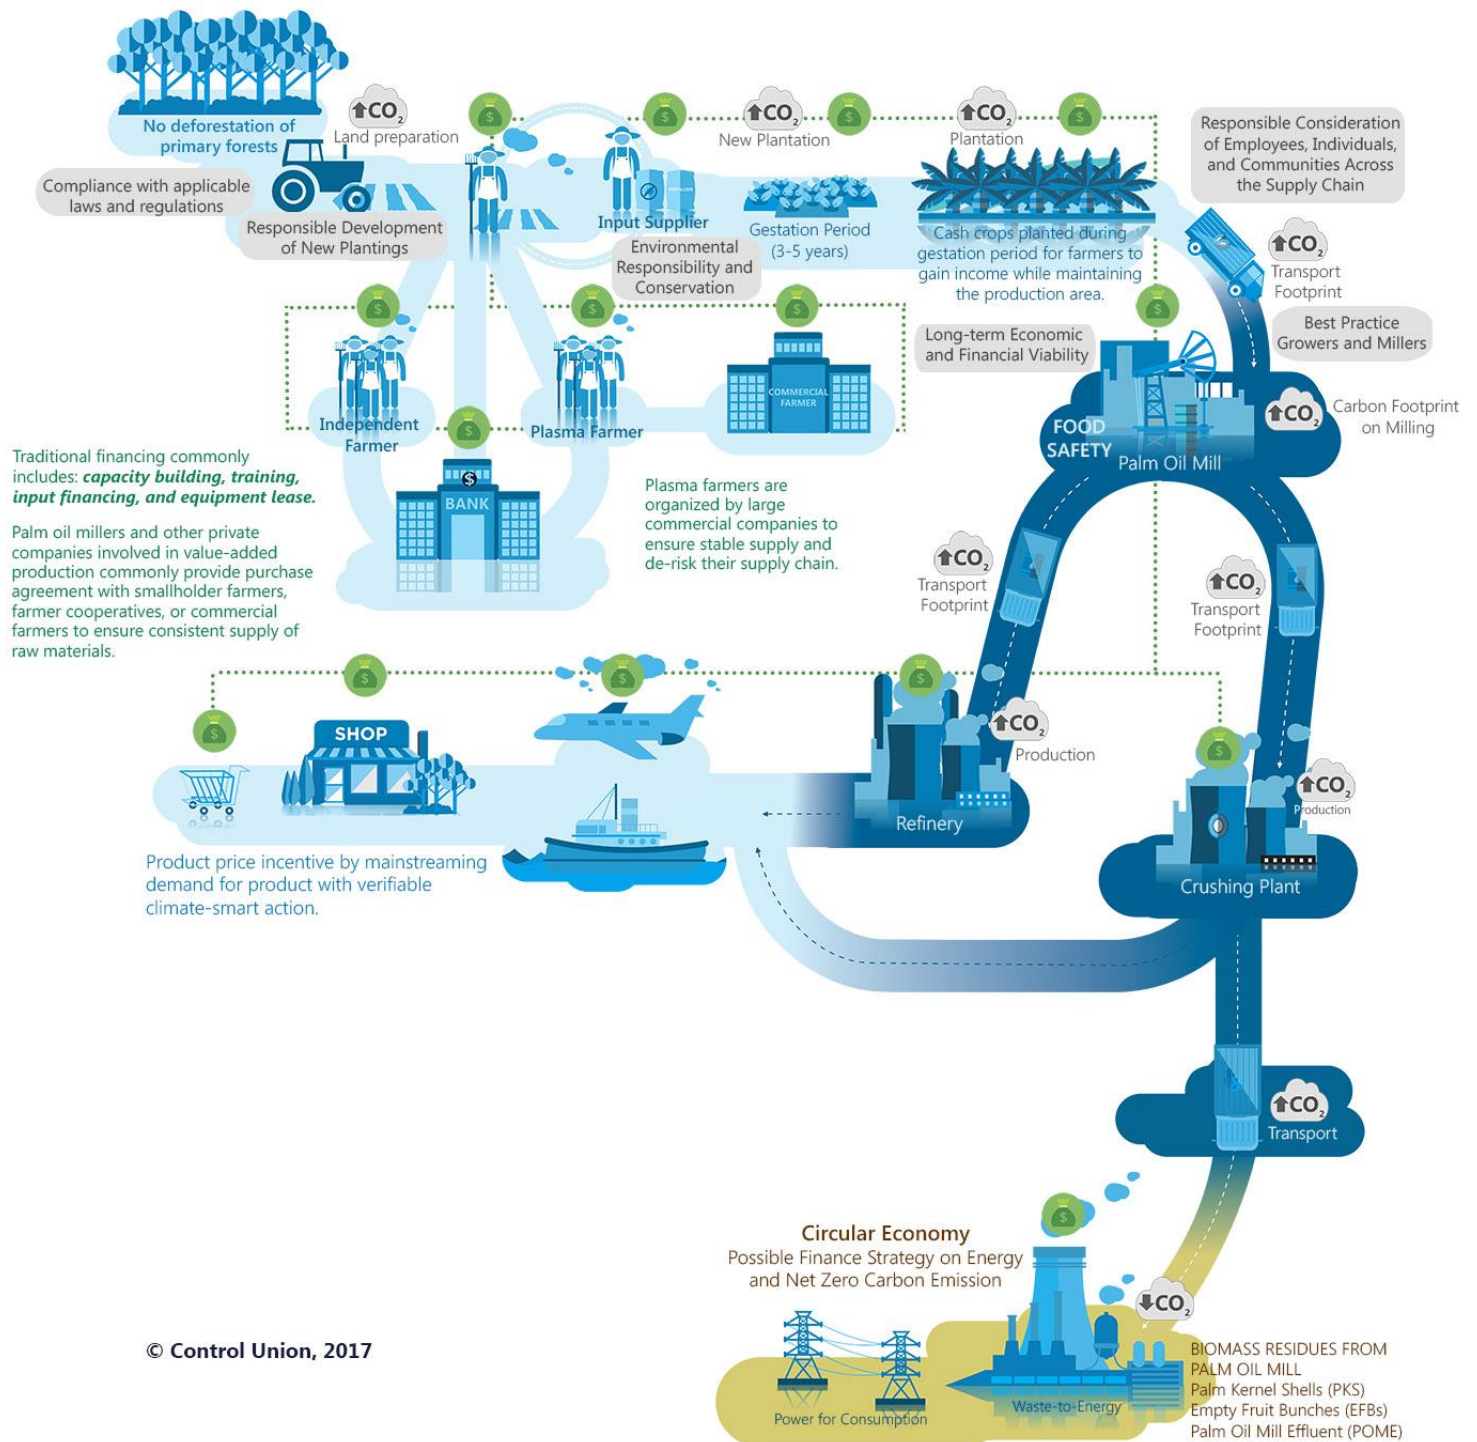 No deforestation of
primary forests
CO2
Land preparation
Compliance with applicable
laws and regulations
Responsible Development
of New Plantings
$
Input Supplier
Environmental
Responsibility and
Conservation
$
CO2
New Plantation
Gestation Period
(3-5 years)
$
CO2
Plantation
$
Cash crops planted during
gestation period for farmers to
gain income while maintaining
the production area.
Responsible Consideration
of Employees, Individuals,
and Communities Across
the Supply Chain
CO2
Transport
Footprint
Best Practice
Growers and Millers
$
Long-term Economic
and Financial Viability
FOOD
SAFETY
Palm Oil Mill
CO2
Carbon Footprint
on Milling
$
Independent
Farmer
$
Plasma Farmer
$
COMMERCIAL
FARMER
$
$
BANK
Traditional financing commonly
includes: capacity building, training,
input financing, and equipment lease.
Palm oil millers and other private
companies involved in value-added
production commonly provide purchase
agreement with smallholder farmers,
farmer cooperatives, or commercial
farmers to ensure consistent supply of
raw materials.
Plasma farmers are
organized by large
commercial companies to
ensure stable supply and
de-risk their supply chain.
CO2
Transport
Footprint
CO2
Transport
Footprint
$
$
SHOP
$
$
CO2
Production
Refinery
$
CO2
Production
Crushing Plant
Product price incentive by mainstreaming
demand for product with verifiable
climate-smart action.
CO2
Transport
$
Circular Economy
Possible Finance Strategy on Energy
and Net Zero Carbon Emission
CO2
Power for Consumption
Waste-to-Energy
BIOMASS RESIDUES FROM
PALM OIL MILL
Palm Kernel Shells (PKS)
Empty Fruit Bunches (EFBs)
Palm Oil Mill Effluent (POME)
© Control Union, 2017